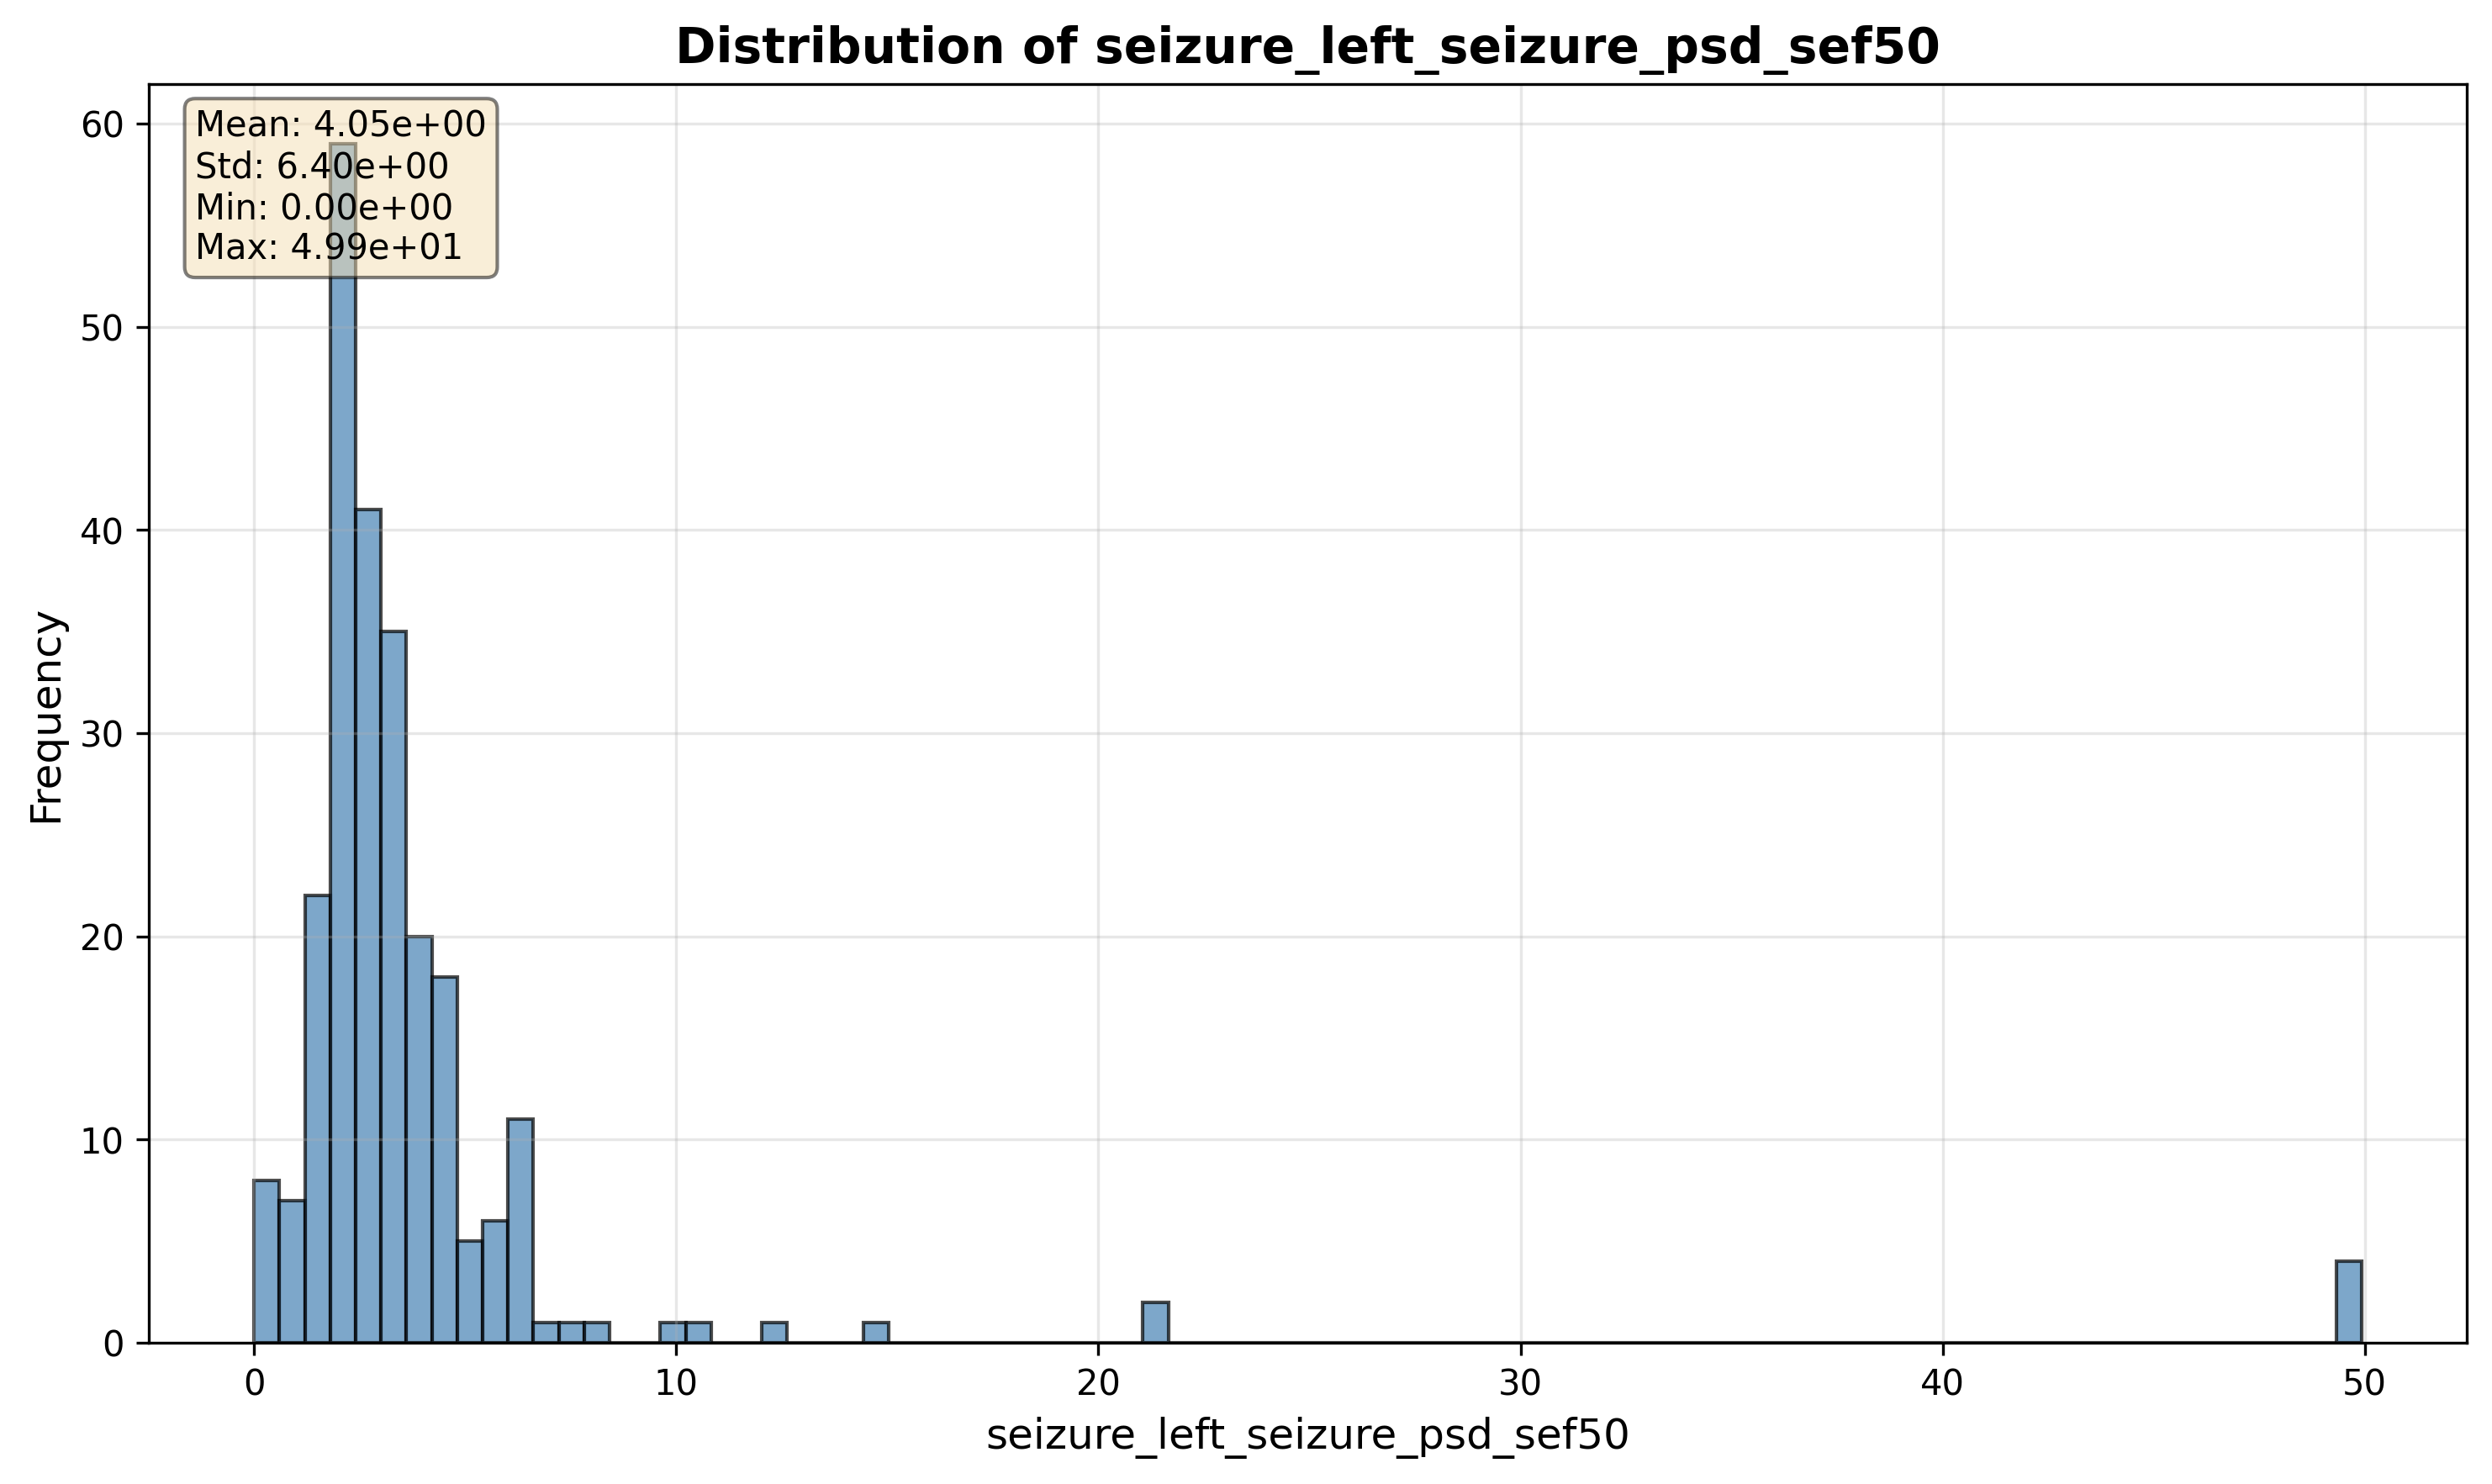 Distribution of seizure_left_seizure_psd_sef50
Mean: 4.05e+00
Std: 6.40e+00
Min: 0.00e+00
Max: 4.99e+01
60
50
40
30
20
10
0
Frequency
0 10 20 30 40 50
seizure_left_seizure_psd_sef50